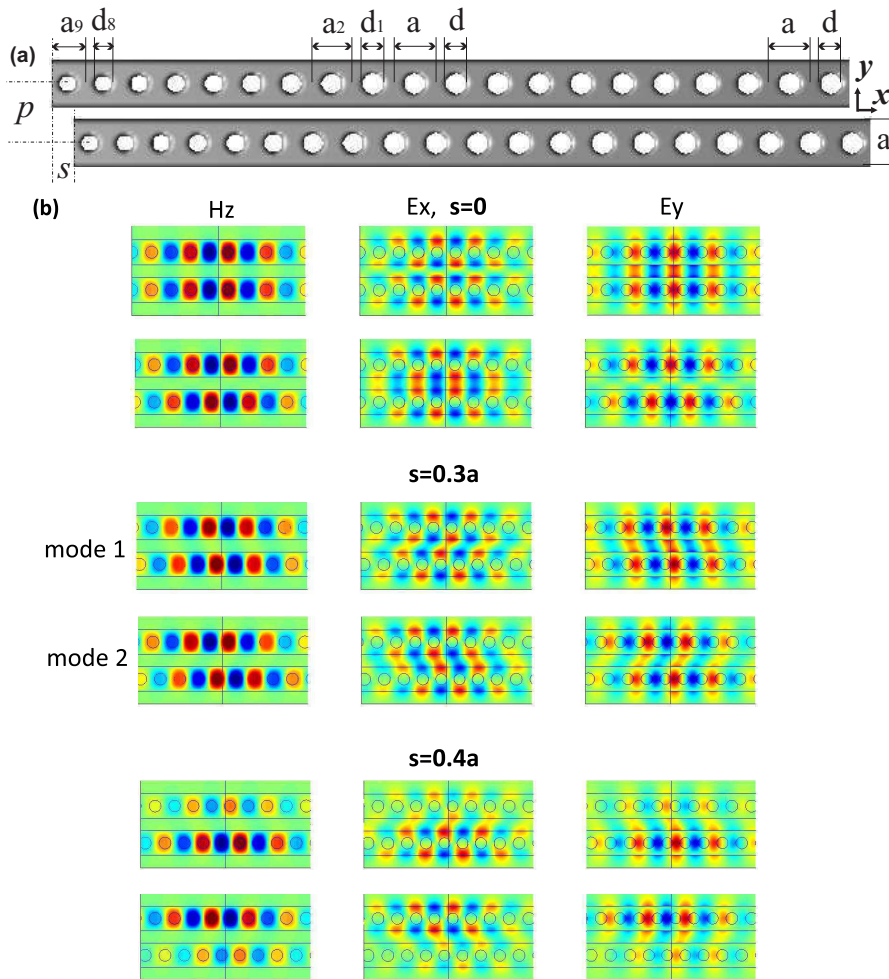 a9 d8 a2 d1 a d a d
(a)
y
x
p
s
a
(b) Hz Ex, s=0 Ey
s=0.3a
mode 1
mode 2
s=0.4a